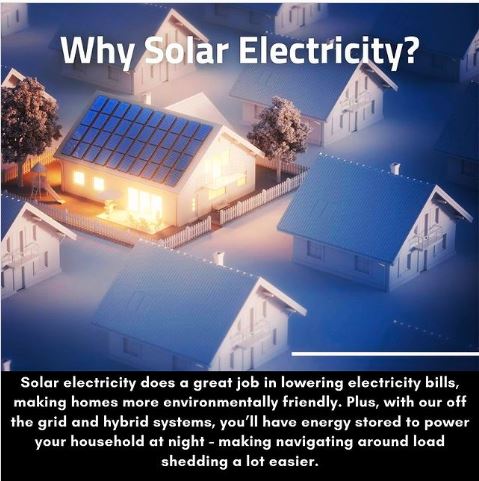 Why Solar Electricity?
Solar electricity does a great job in lowering electricity bills,
making homes more environmentally friendly. Plus, with our off
the grid and hybrid systems, you'll have energy stored to power
your household at night - making navigating around load
shedding a lot easier.